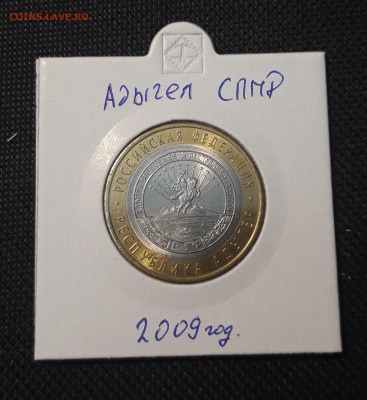 COINS.LAVE.RU
Адыгея СПМД
РОССИЙСКАЯ ФЕДЕРАЦИЯ
РЕСПУБЛИКА АДЫГЕЯ
2009 год.